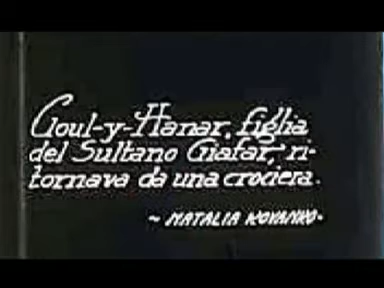 Goul-y-Hanar, figlia
del Sultano Giafar, ri-
tornava da una crociera.
~ NATALIA KOVANKO.